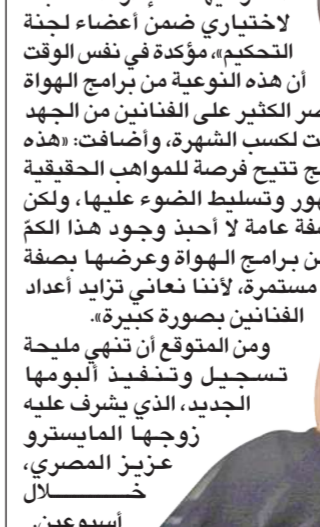 لاختياري ضمن أعضاء لجنة
التحكيم»، مؤكدة في نفس الوقت
أن هذه النوعية من برامج الهواة
الكثير على الفنانين من الجهد
لكسب الشهرة، وأضافت: «هذه
تتيح فرصة للمواهب الحقيقية
وتسليط الضوء عليها، ولكن
عامة لا أحبذ وجود هذا الكمّ
برامج الهواة وعرضها بصفة
مستمرة، لأننا نعاني تزايد أعداد
الفنانين بصورة كبيرة».
ومن المتوقع أن تنهي مليحة
تسجيل وتنفيذ ألبومها
الجديد، الذي يشرف عليه
زوجها المايسترو
عزيز المصري،
خـــــلال
أسبوعين.